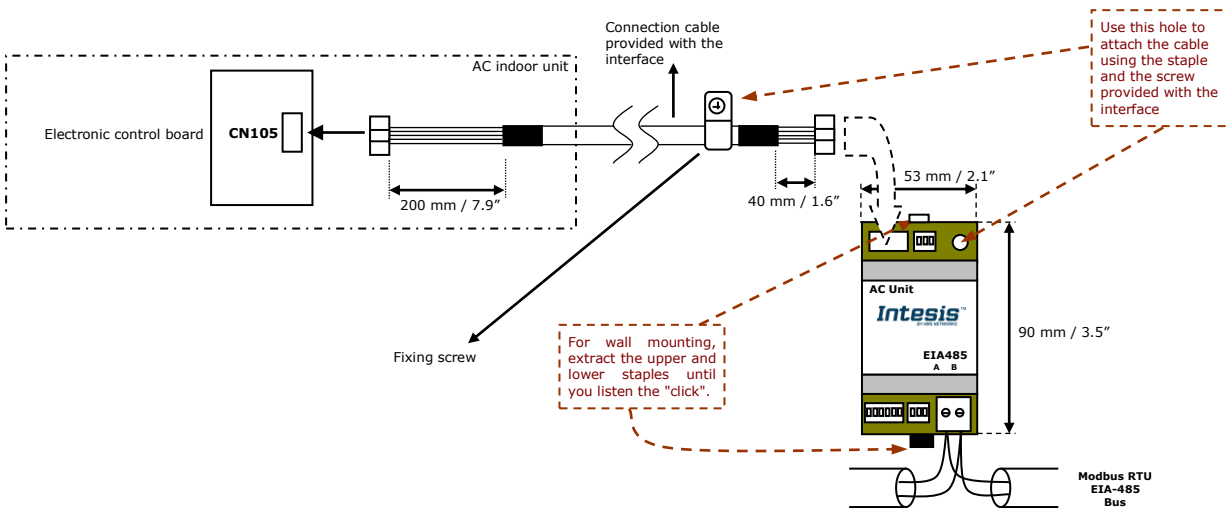 Connection cable
provided with the
interface
Use this hole to
attach the cable
using the staple
and the screw
provided with the
interface
AC indoor unit
Electronic control board
CN105
200 mm / 7.9”
40 mm / 1.6”
53 mm / 2.1”
Fixing screw
For wall mounting,
extract the upper and
lower staples until
you listen the "click".
AC Unit
Intesis™
BY HMS NETWORKS
EIA485
A B
90 mm / 3.5”
Modbus RTU
EIA-485
Bus